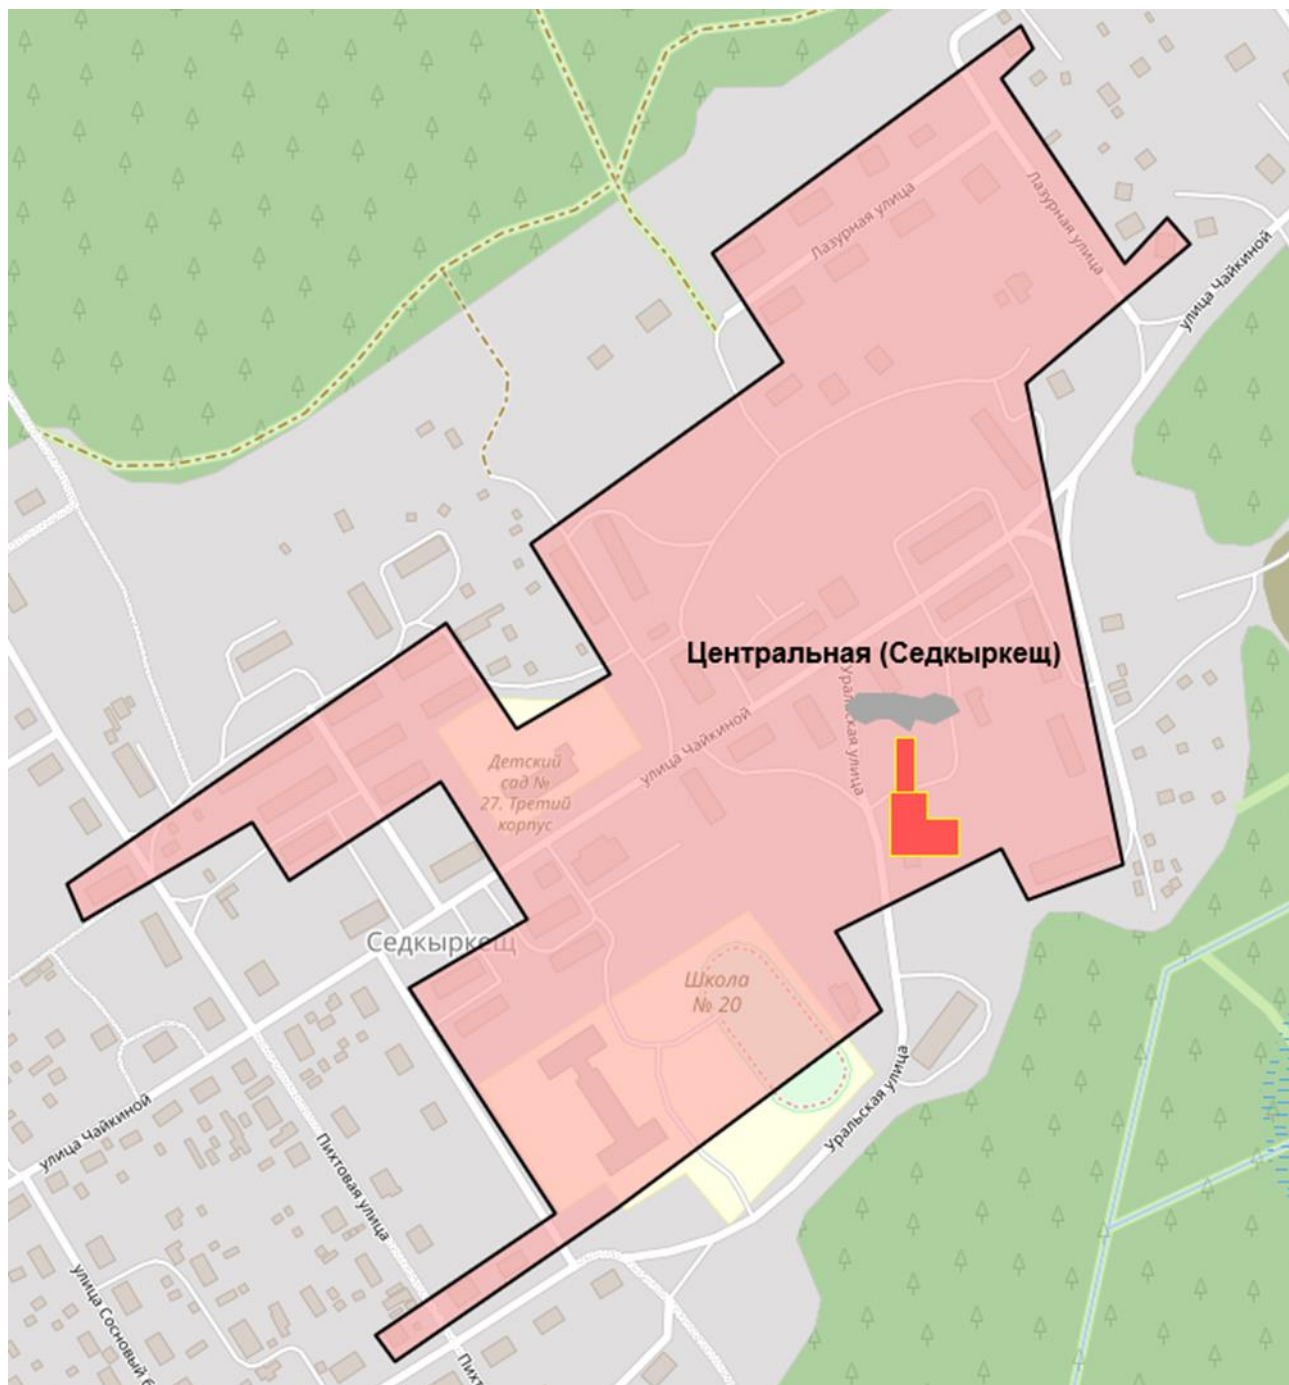 Лазурная улица
Лазурная улица
улица Чайкиной
Центральная (Седкыркещ)
Уральская улица
улица Чайкиной
Детский
сад №
27. Третий
корпус
Седкыркещ
Школа
№ 20
Уральская улица
улица Чайкиной
Пихтовая улица
улица Сосновый б
Пихт